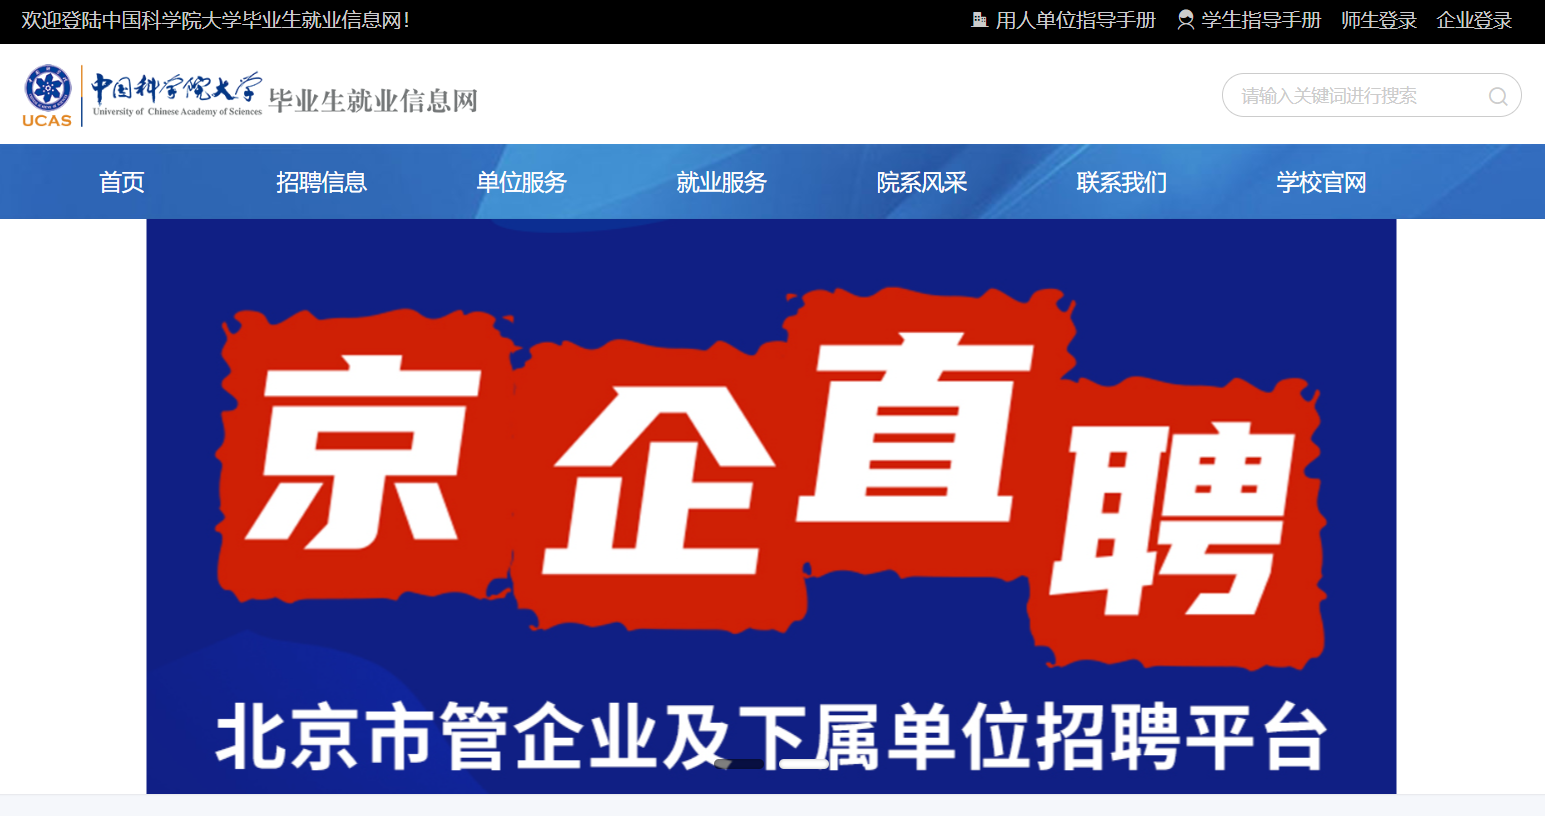 欢迎登陆中国科学院大学毕业生就业信息网！
用人单位指导手册 学生指导手册 师生登录 企业登录
中国科学院大学
University of Chinese Academy of Sciences
UCAS
毕业生就业信息网
请输入关键词进行搜索
首页 招聘信息 单位服务 就业服务 院系风采 联系我们 学校官网
京企直聘
北京市管企业及下属单位招聘平台